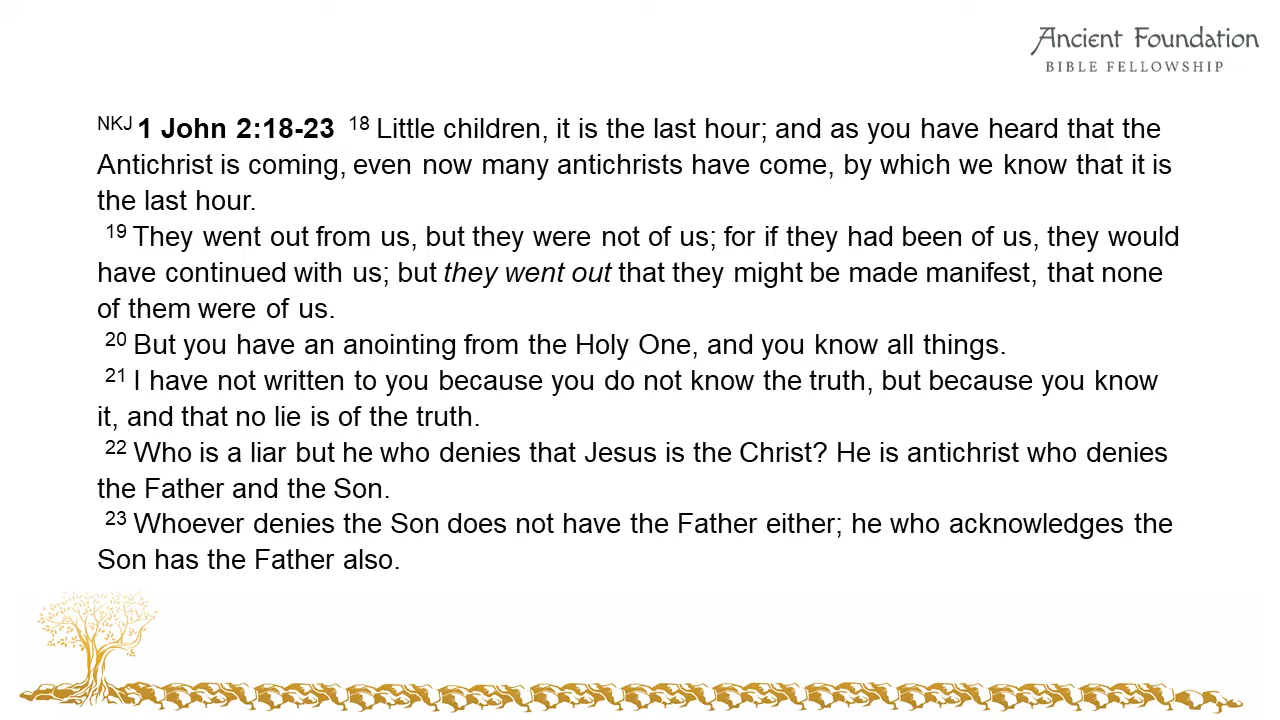 Ancient Foundation
BIBLE FELLOWSHIP
NKJ 1 John 2:18-23 18 Little children, it is the last hour; and as you have heard that the
Antichrist is coming, even now many antichrists have come, by which we know that it is
the last hour.
19 They went out from us, but they were not of us; for if they had been of us, they would
have continued with us; but they went out that they might be made manifest, that none
of them were of us.
20 But you have an anointing from the Holy One, and you know all things.
21 I have not written to you because you do not know the truth, but because you know
it, and that no lie is of the truth.
22 Who is a liar but he who denies that Jesus is the Christ? He is antichrist who denies
the Father and the Son.
23 Whoever denies the Son does not have the Father either; he who acknowledges the
Son has the Father also.